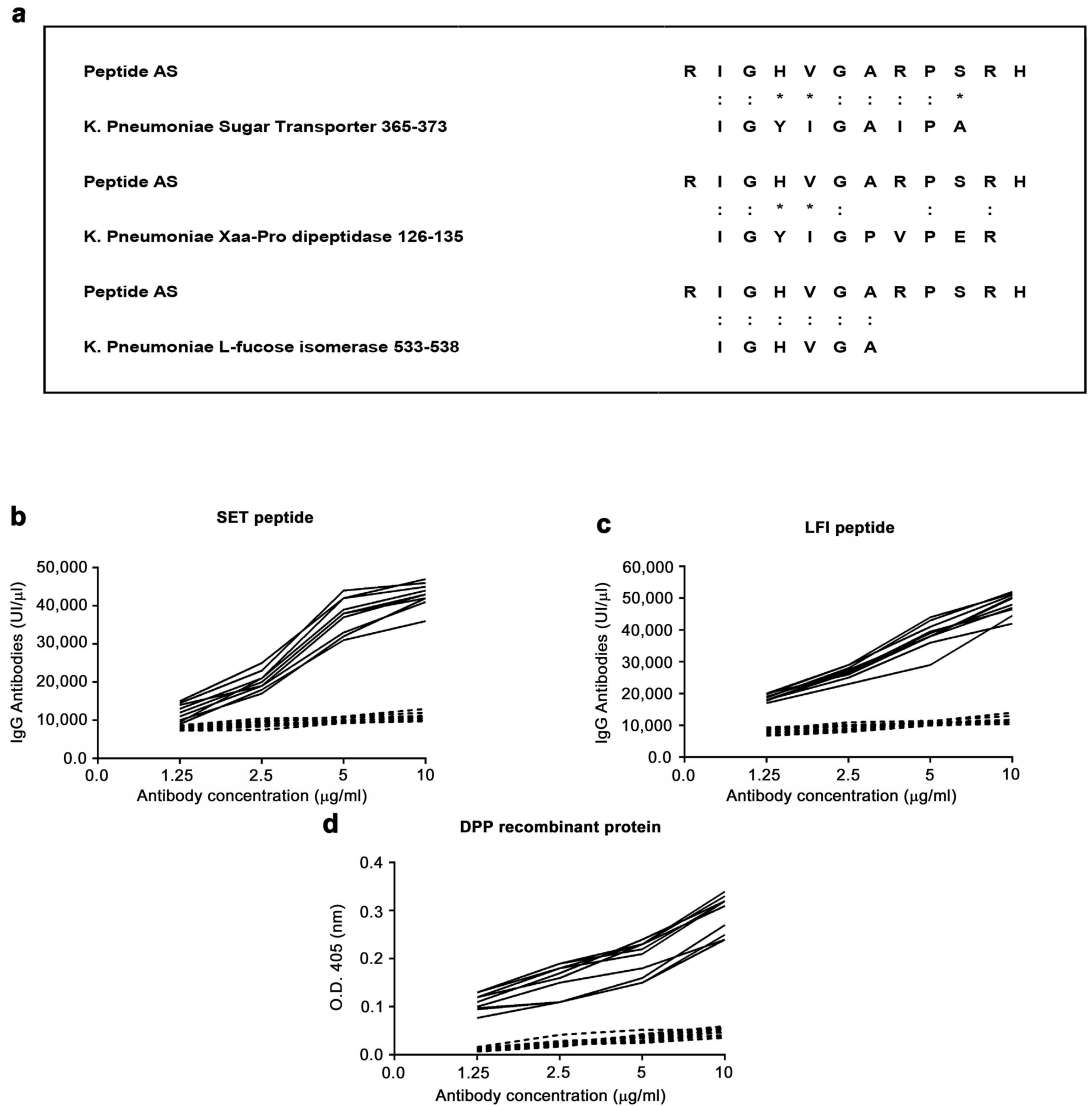 a
Peptide AS R I G H V G A R P S R H
: : * * : : : : *
K. Pneumoniae Sugar Transporter 365-373 I G Y I G A I P A
Peptide AS R I G H V G A R P S R H
: : * * : : :
K. Pneumoniae Xaa-Pro dipeptidase 126-135 I G Y I G P V P E R
Peptide AS R I G H V G A R P S R H
: : : : : :
K. Pneumoniae L-fucose isomerase 533-538 I G H V G A
b
SET peptide
IgG Antibodies (UI/µl)
50,000
40,000
30,000
20,000
10,000
0.0
0.0 1.25 2.5 5 10
Antibody concentration (µg/ml)
c
LFI peptide
IgG Antibodies (UI/µl)
60,000
50,000
40,000
30,000
20,000
10,000
0.0
0.0 1.25 2.5 5 10
Antibody concentration (µg/ml)
d
DPP recombinant protein
O.D. 405 (nm)
0.4
0.3
0.2
0.1
0.0
0.0 1.25 2.5 5 10
Antibody concentration (µg/ml)